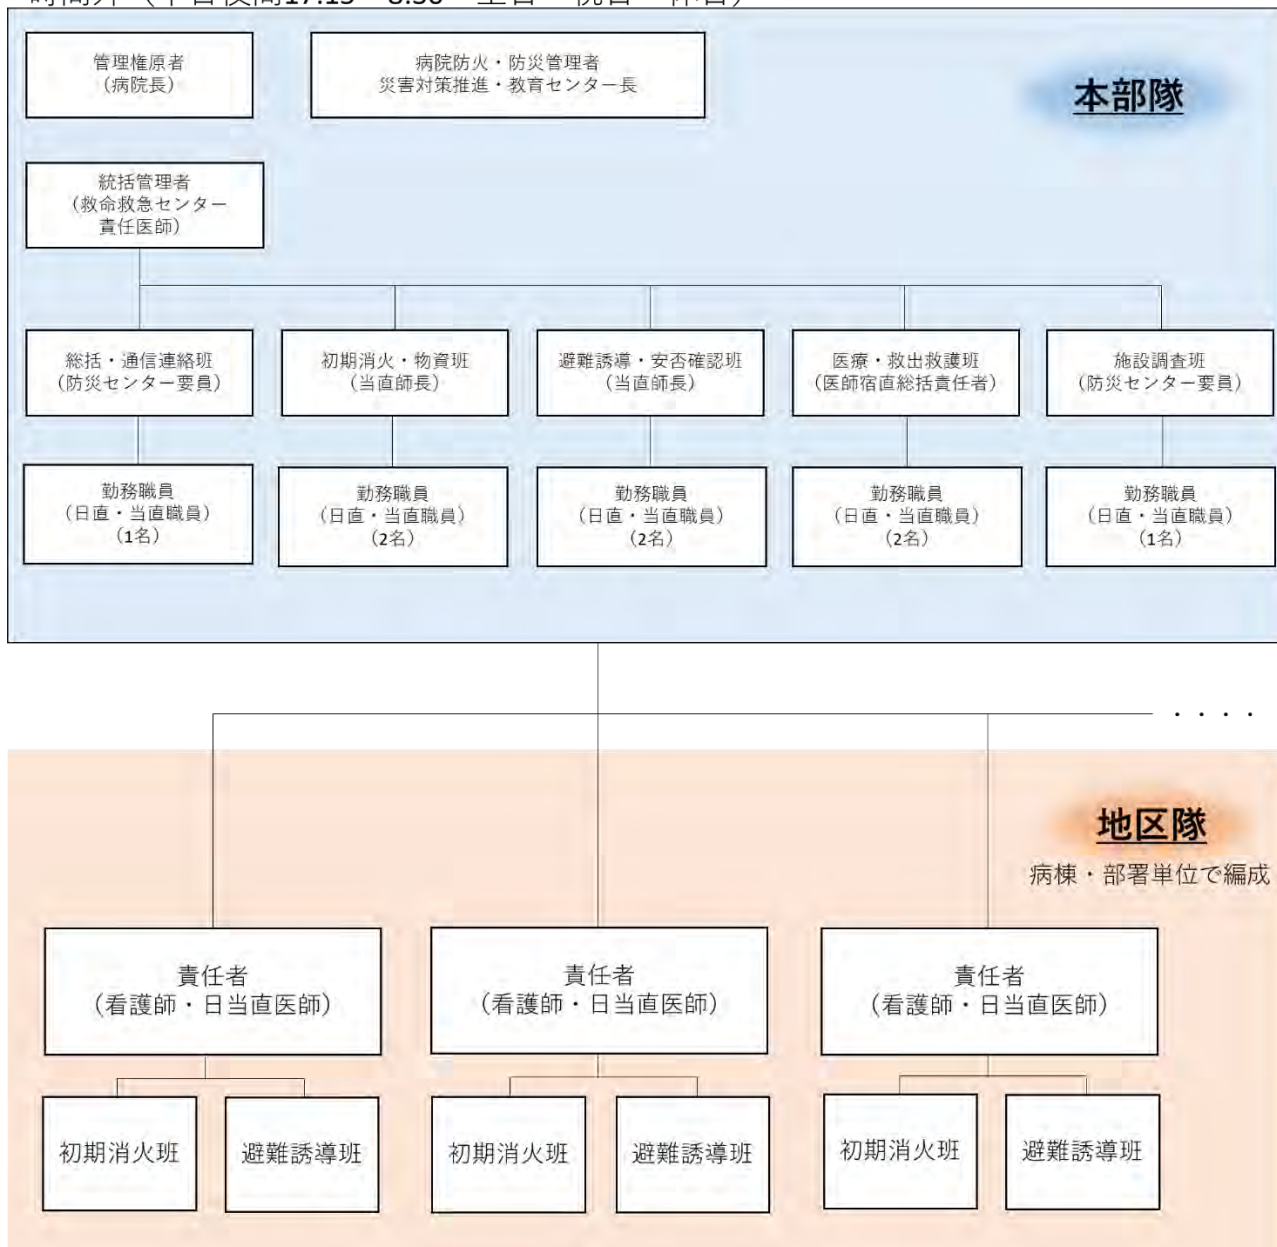 管理権原者
（病院長）
病院防火・防災管理者
災害対策推進・教育センター長
本部隊
統括管理者
（救命救急センター
責任医師）
総括・通信連絡班
（防災センター要員）
初期消火・物資班
（当直師長）
避難誘導・安否確認班
（当直師長）
医療・救出救護班
（医師宿直総括責任者）
施設調査班
（防災センター要員）
勤務職員
（日直・当直職員）
（1名）
勤務職員
（日直・当直職員）
（2名）
勤務職員
（日直・当直職員）
（2名）
勤務職員
（日直・当直職員）
（2名）
勤務職員
（日直・当直職員）
（1名）
・・・・
地区隊
病棟・部署単位で編成
責任者
（看護師・日当直医師）
責任者
（看護師・日当直医師）
責任者
（看護師・日当直医師）
初期消火班
避難誘導班
初期消火班
避難誘導班
初期消火班
避難誘導班